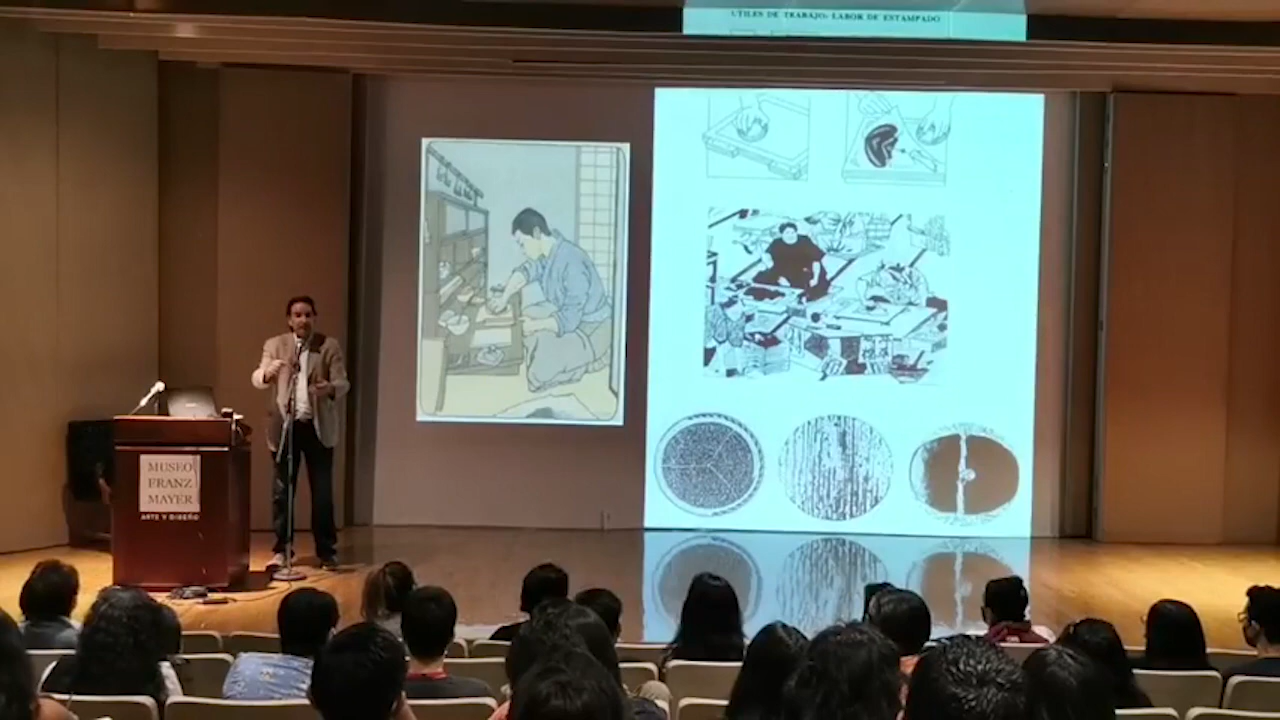 UTILES DE TRABAJO: LABOR DE ESTAMPADO
MUSEO
FRANZ
MAYER
ARTE Y DISEÑO